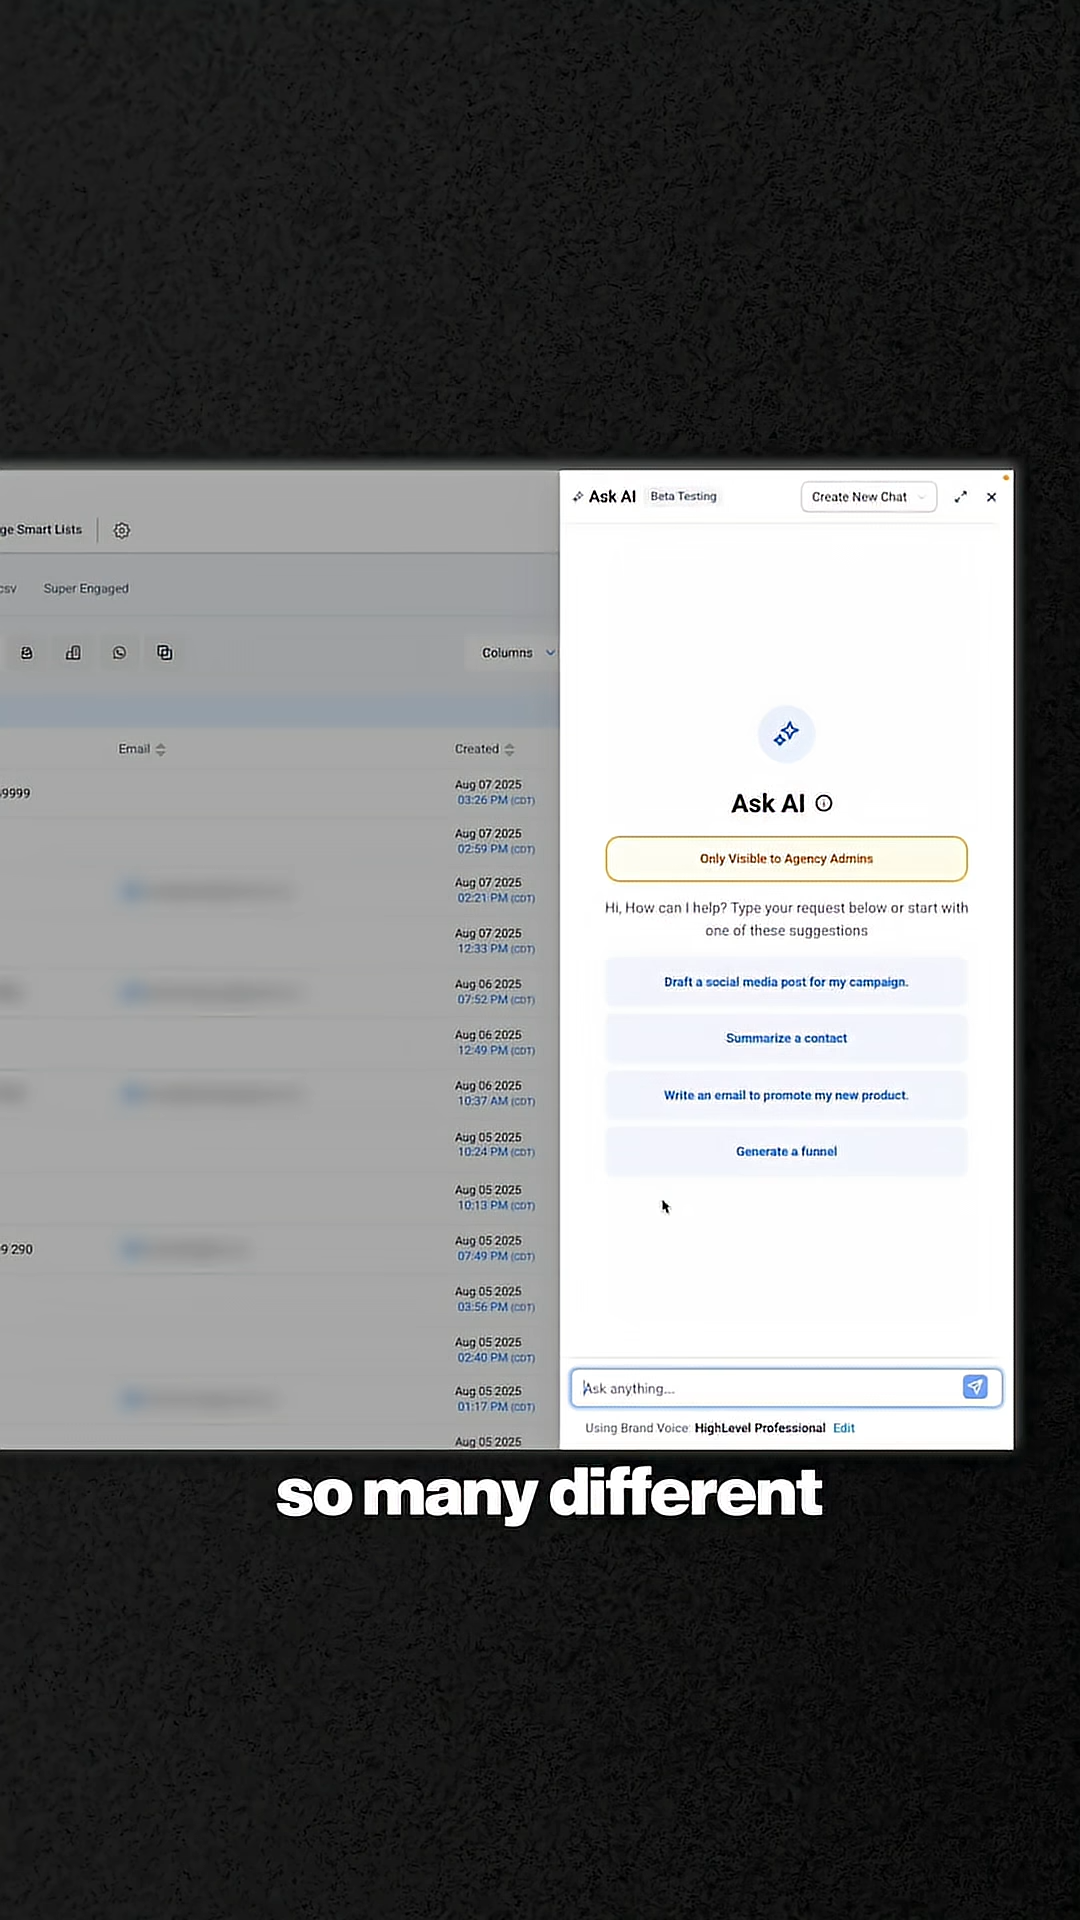 Ask AI Beta Testing Create New Chat
ge Smart Lists
csv Super Engaged
Columns
Email Created
9999
Aug 07 2025
03:26 PM (CDT)
Aug 07 2025
02:59 PM (CDT)
Aug 07 2025
02:21 PM (CDT)
Aug 07 2025
12:33 PM (CDT)
Aug 06 2025
07:52 PM (CDT)
Aug 06 2025
12:49 PM (CDT)
Aug 06 2025
10:37 AM (CDT)
Aug 05 2025
10:24 PM (CDT)
Aug 05 2025
10:13 PM (CDT)
9 290
Aug 05 2025
07:49 PM (CDT)
Aug 05 2025
03:56 PM (CDT)
Aug 05 2025
02:40 PM (CDT)
Aug 05 2025
01:17 PM (CDT)
Aug 05 2025
Ask AI
Only Visible to Agency Admins
Hi, How can I help? Type your request below or start with
one of these suggestions
Draft a social media post for my campaign.
Summarize a contact
Write an email to promote my new product.
Generate a funnel
Ask anything...
Using Brand Voice HighLevel Professional Edit
so many different